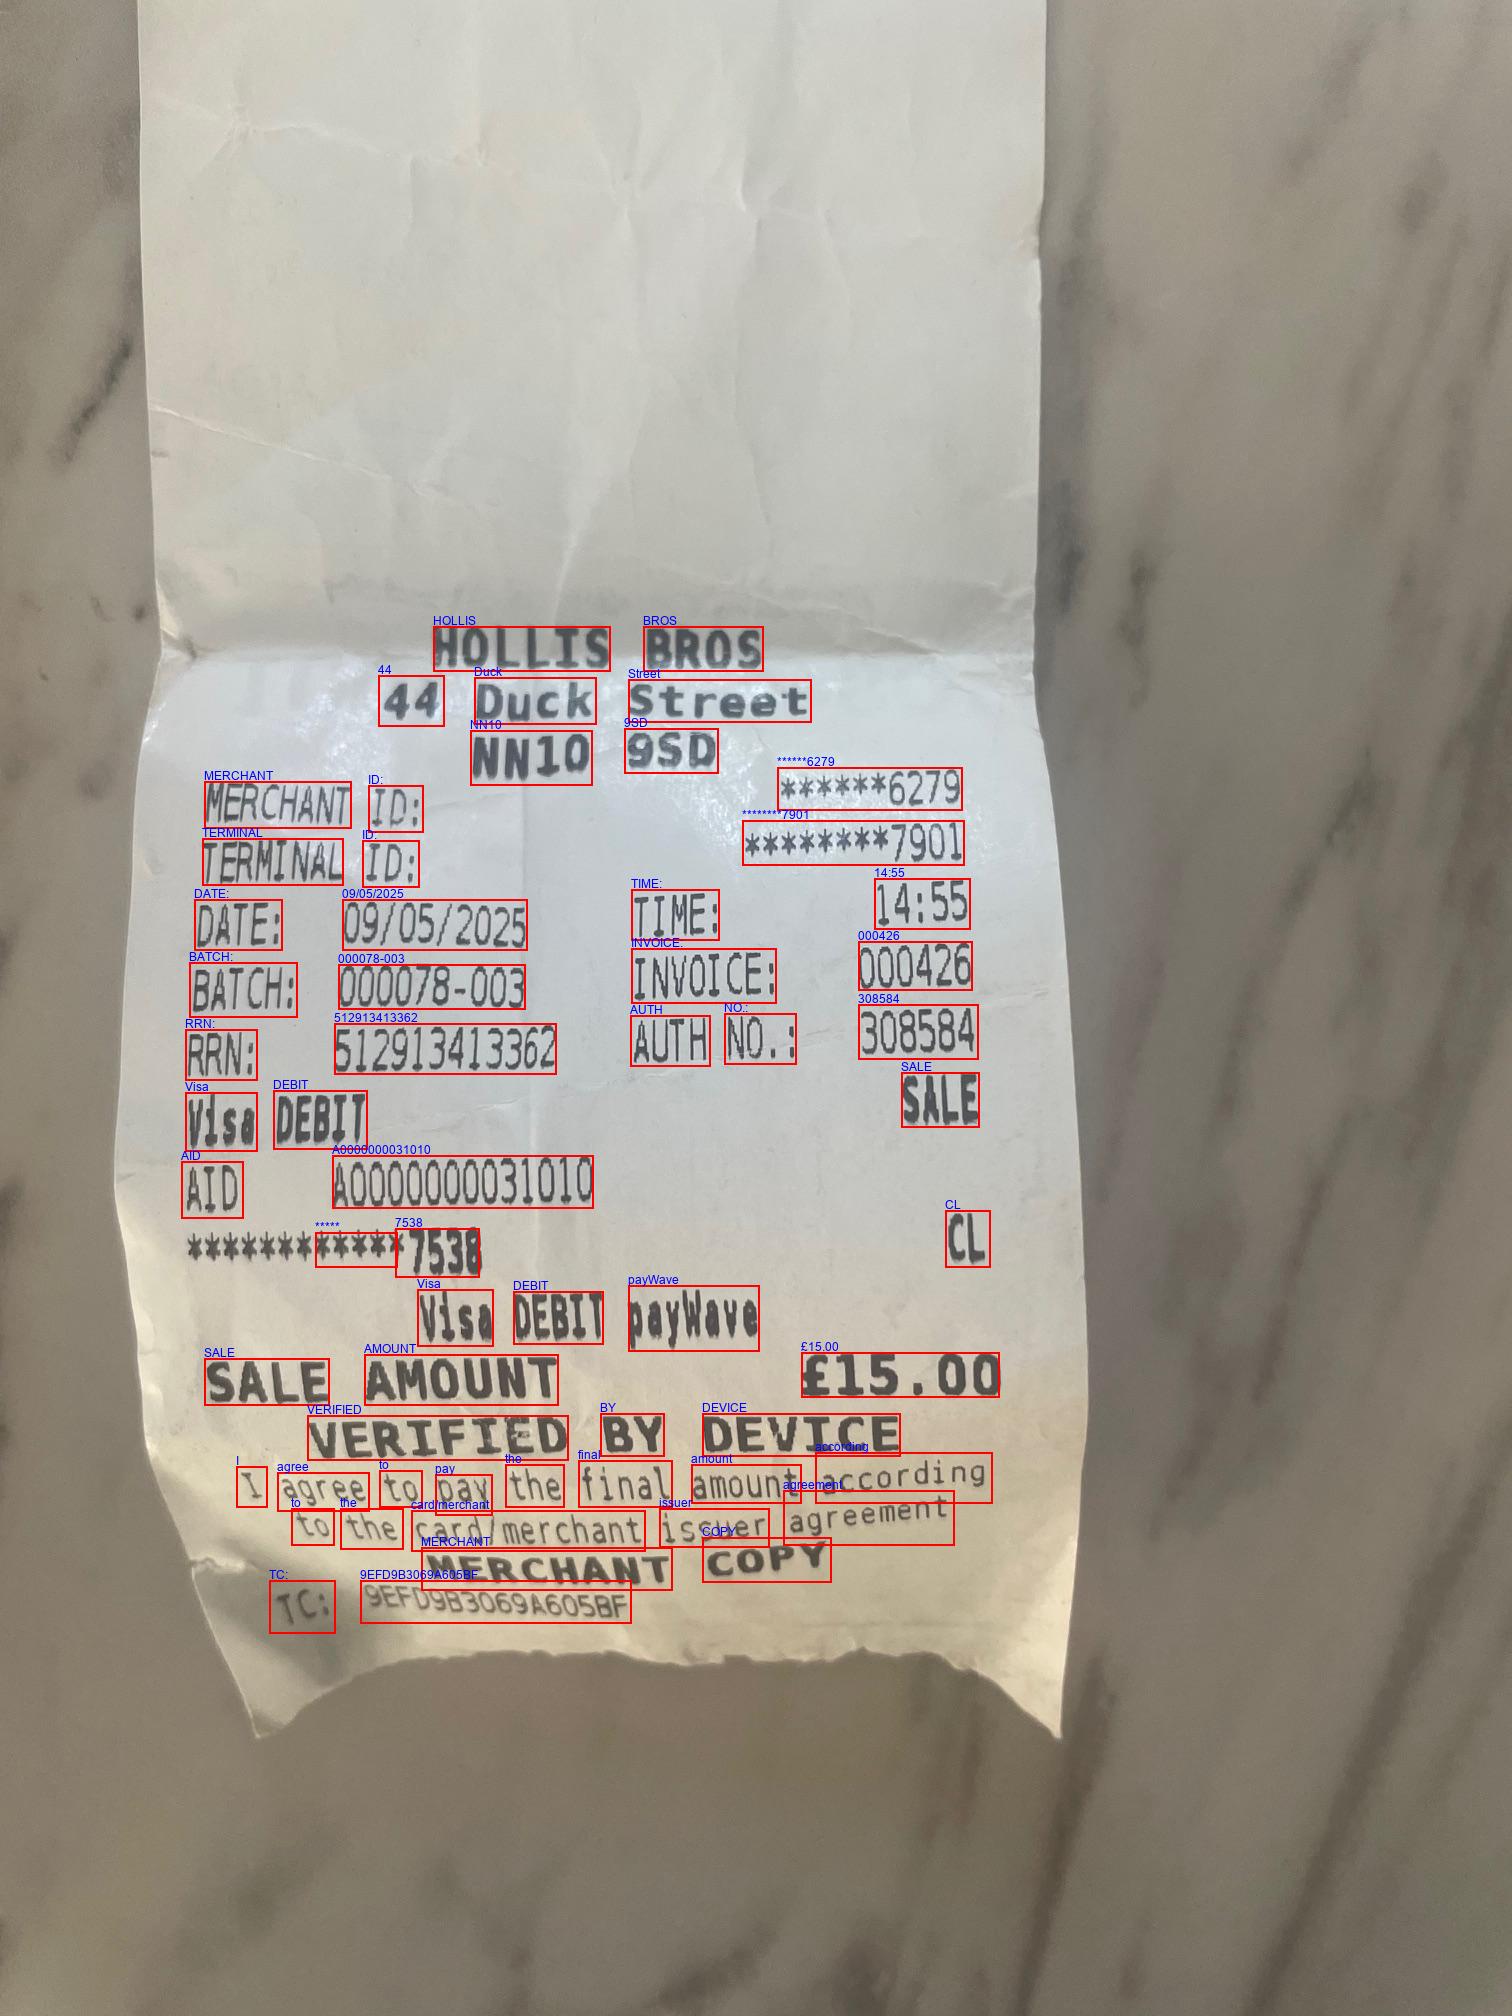 HOLLIS BROS
44 Duck Street
NN10 9SD
MERCHANT ID: ******6279
TERMINAL ID: ********7901
DATE: 09/05/2025 TIME: 14:55
BATCH: 000078-003 INVOICE: 000426
RRN: 512913413362 AUTH NO.: 308584
Visa DEBIT SALE
AID A0000000031010
************7538 CL
Visa DEBIT payWave
SALE AMOUNT £15.00
VERIFIED BY DEVICE
I agree to pay the final amount according
to the card/merchant issuer agreement
MERCHANT COPY
TC: 9EFD9B3069A605BF